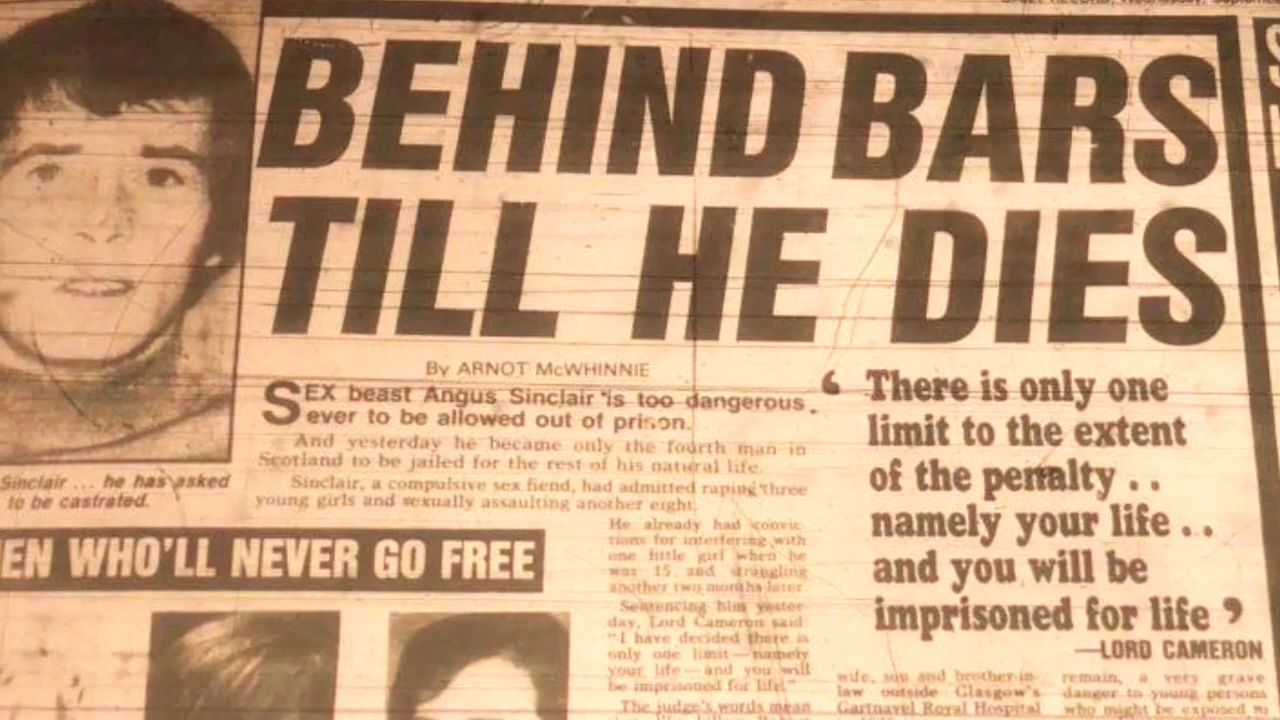 BEHIND BARS
TILL HE DIES
By ARNOT McWHINNIE
SEX beast Angus Sinclair is too dangerous
ever to be allowed out of prison.
And yesterday he became only the fourth man in
Scotland to be jailed for the rest of his natural life.
Sinclair, a compulsive sex fiend, had admitted raping three
young girls and sexually assaulting another eight.
Sinclair ... he has asked
to be castrated.
EN WHO'LL NEVER GO FREE
He already had convic-
tions for interfering with
one little girl when he
was 15 and strangling
another two months later.
Sentencing him yester-
day, Lord Cameron said:
"I have decided there is
only one limit — namely
your life — and you will
be imprisoned for life."
The judge's words mean
‘ There is only one
limit to the extent
of the penalty . .
namely your life . .
and you will be
imprisoned for life ’
—LORD CAMERON
wife, son and brother-in-
law outside Glasgow's
Gartnavel Royal Hospital
remain, a very grave
danger to young persons
who might be exposed to